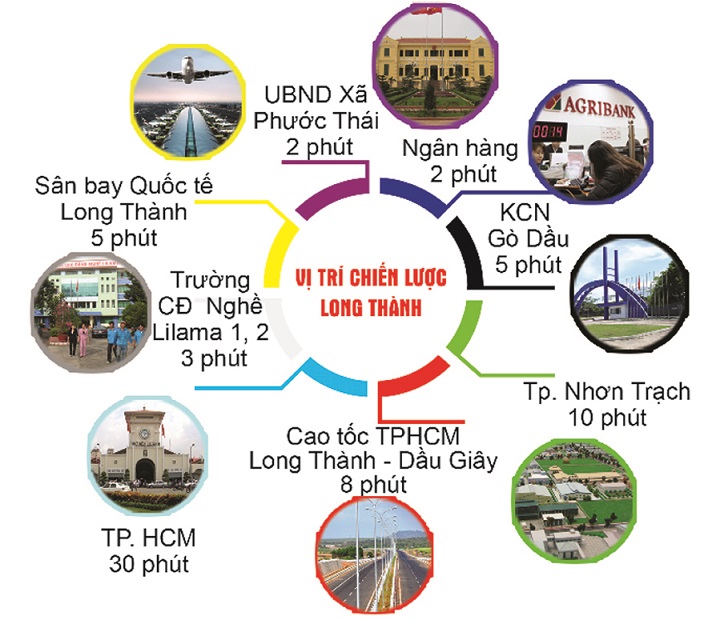 UBND Xã
Phước Thái
2 phút
AGRIBANK
0014
Ngân hàng
2 phút
Sân bay Quốc tế
Long Thành
5 phút
KCN
Gò Dầu
5 phút
VỊ TRÍ CHIẾN LƯỢC
LONG THÀNH
Trường
CĐ Nghề
Lilama 1, 2
3 phút
Tp. Nhơn Trạch
10 phút
Cao tốc TPHCM
Long Thành - Dầu Giây
8 phút
TP. HCM
30 phút